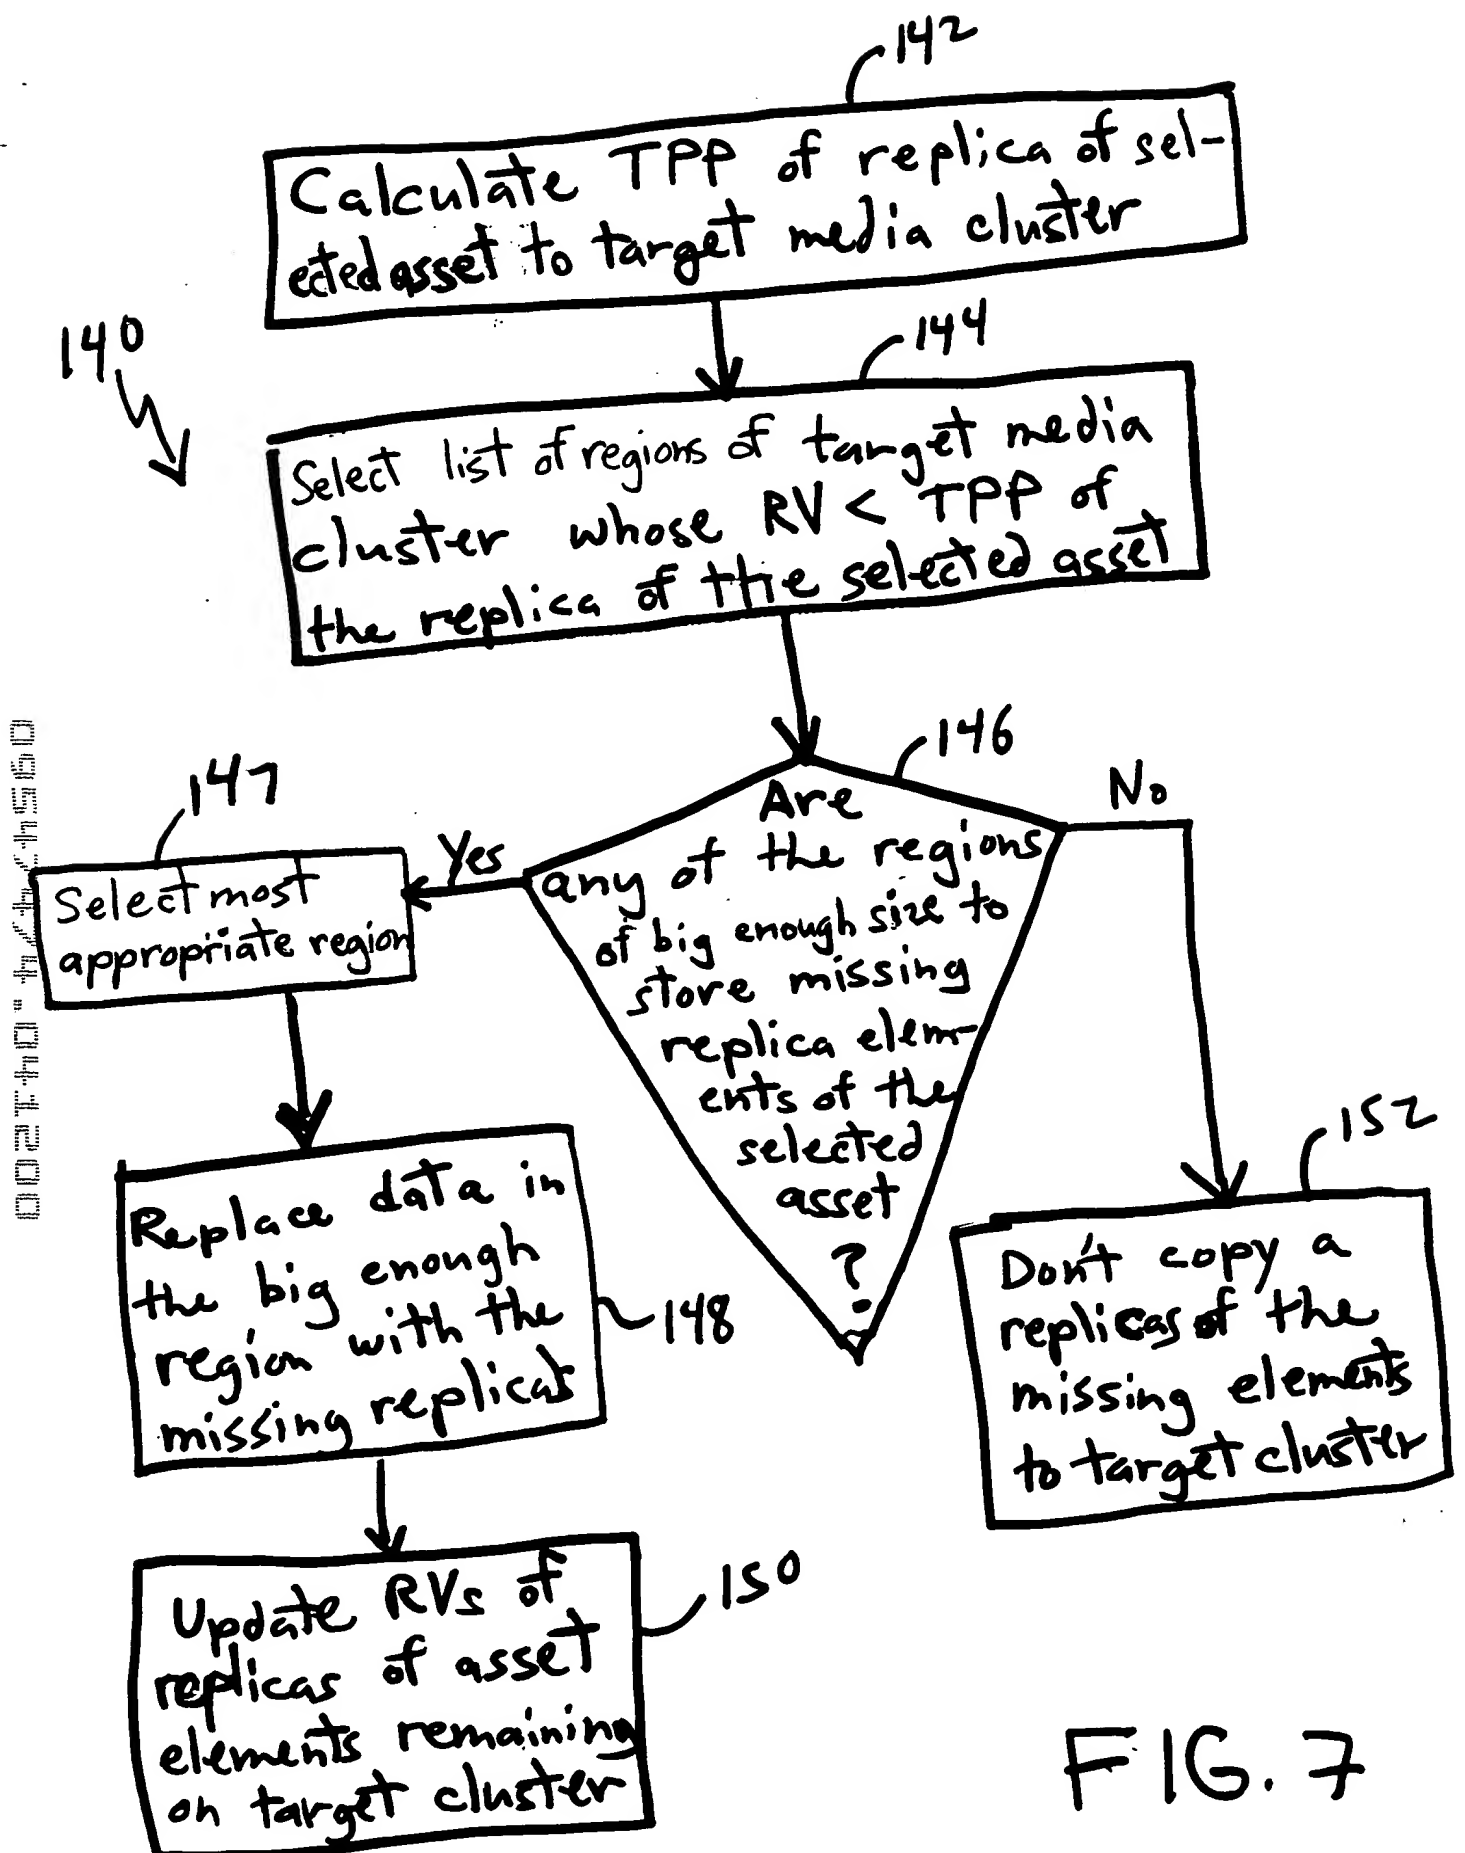 142
Calculate TPP of replica of sel-
ected asset to target media cluster
140
144
Select list of regions of target media
cluster whose RV < TPP of
the replica of the selected asset
146
No
147
Yes
Are
any of the regions
of big enough size to
store missing
replica elem-
ents of the
selected
asset
?
Select most
appropriate region
152
Replace data in
the big enough
region with the
missing replicas
148
Don't copy a
replicas of the
missing elements
to target cluster
150
Update RVs of
replicas of asset
elements remaining
on target cluster
FIG. 7